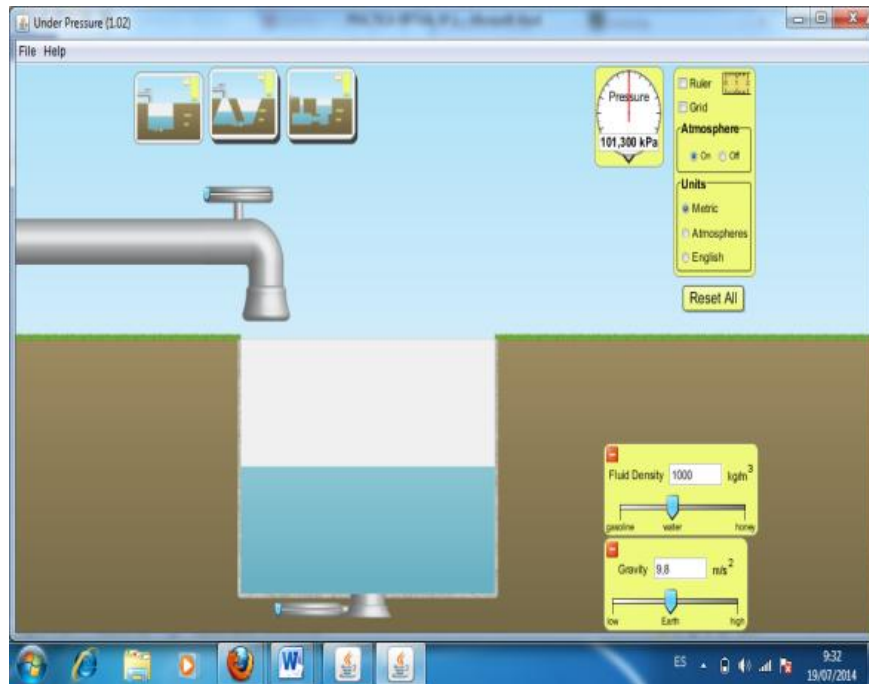 Under Pressure (1.02)
File Help
Pressure
101,300 kPa
Ruler
Grid
Atmosphere
On Off
Units
Metric
Atmospheres
English
Reset All
Fluid Density 1000 kg/m³
gasoline water honey
Gravity 9,8 m/s²
low Earth high
ES
9:32
19/07/2014